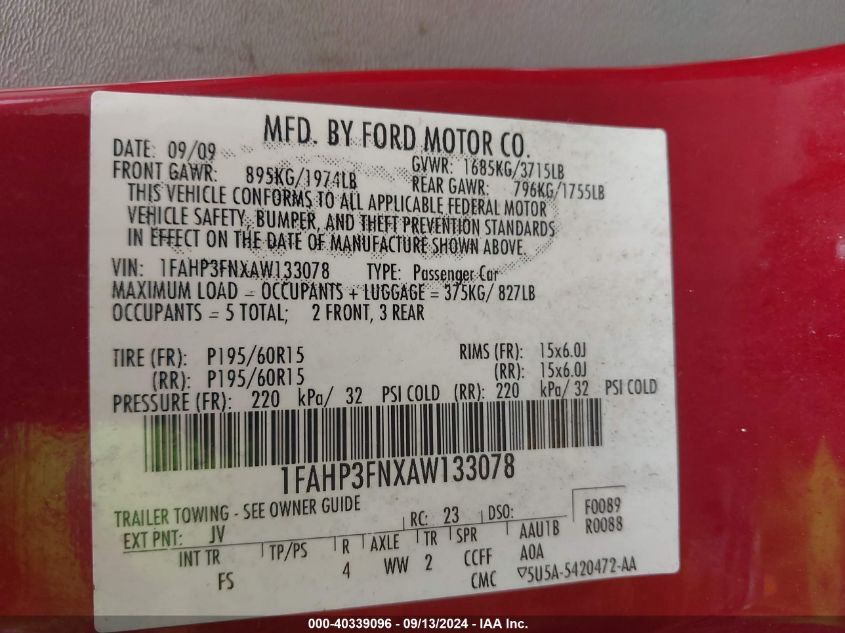 MFD. BY FORD MOTOR CO.
DATE: 09/09 GVWR: 1685KG/3715LB
FRONT GAWR: 895KG/1974LB REAR GAWR: 796KG/1755LB
THIS VEHICLE CONFORMS TO ALL APPLICABLE FEDERAL MOTOR
VEHICLE SAFETY, BUMPER, AND THEFT PREVENTION STANDARDS
IN EFFECT ON THE DATE OF MANUFACTURE SHOWN ABOVE.
VIN: 1FAHP3FNXAW133078 TYPE: Passenger Car
MAXIMUM LOAD = OCCUPANTS + LUGGAGE = 375KG/ 827LB
OCCUPANTS = 5 TOTAL; 2 FRONT, 3 REAR
TIRE (FR): P195/60R15 RIMS (FR): 15x6.0J
(RR): P195/60R15 (RR): 15x6.0J
PRESSURE (FR): 220 kPa/ 32 PSI COLD (RR): 220 kPa/ 32 PSI COLD
1FAHP3FNXAW133078
TRAILER TOWING - SEE OWNER GUIDE
EXT PNT: JV RC: 23 DSO: F0089
INT TR TP/PS R AXLE TR SPR AAU1B R0088
FS 4 WW 2 CCFF AOA
CMC ▽5U5A-5420472-AA
000-40339096 - 09/13/2024 - IAA Inc.